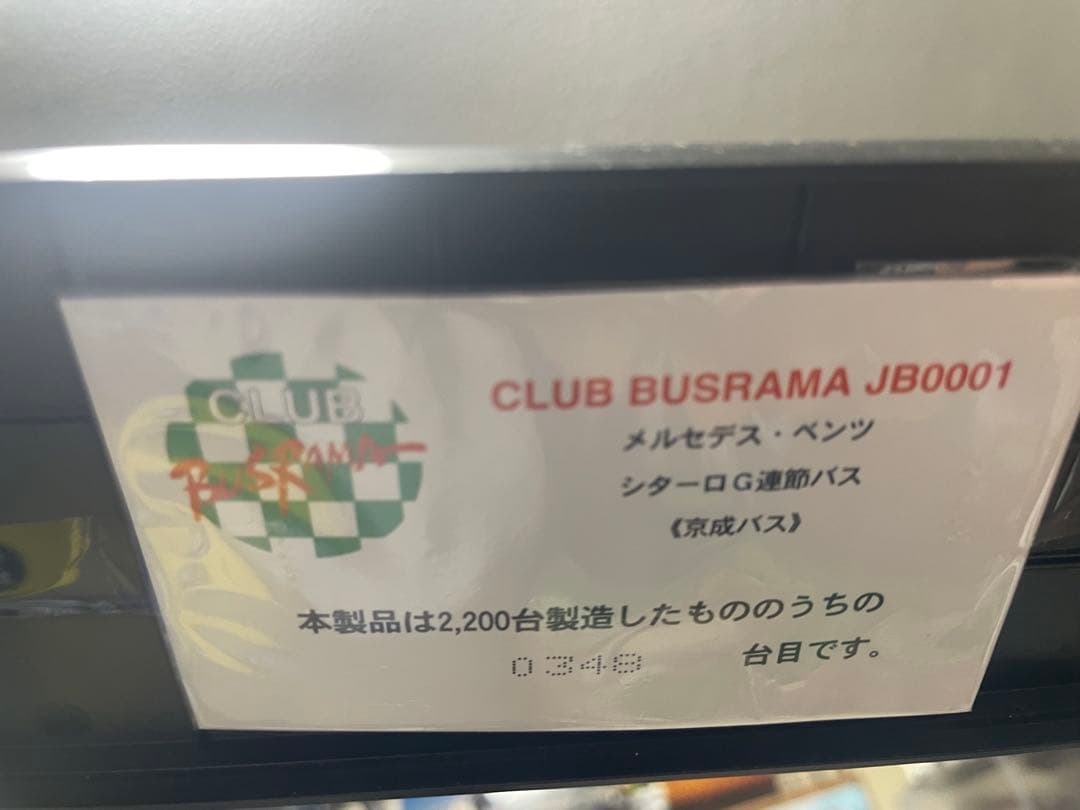 CLUB
BUSRAMA
CLUB BUSRAMA JB0001
メルセデス・ベンツ
シターロG連節バス
《京成バス》
本製品は2,200台製造したもののうちの
0348 台目です。